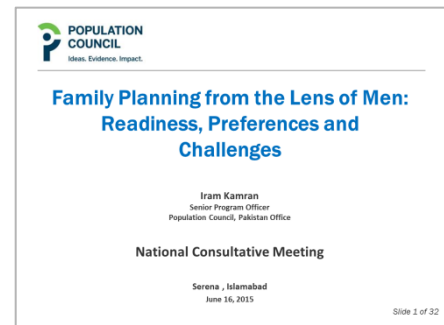 POPULATION
COUNCIL
Ideas. Evidence. Impact.
Family Planning from the Lens of Men:
Readiness, Preferences and
Challenges
Iram Kamran
Senior Program Officer
Population Council, Pakistan Office
National Consultative Meeting
Serena , Islamabad
June 16, 2015
Slide 1 of 32